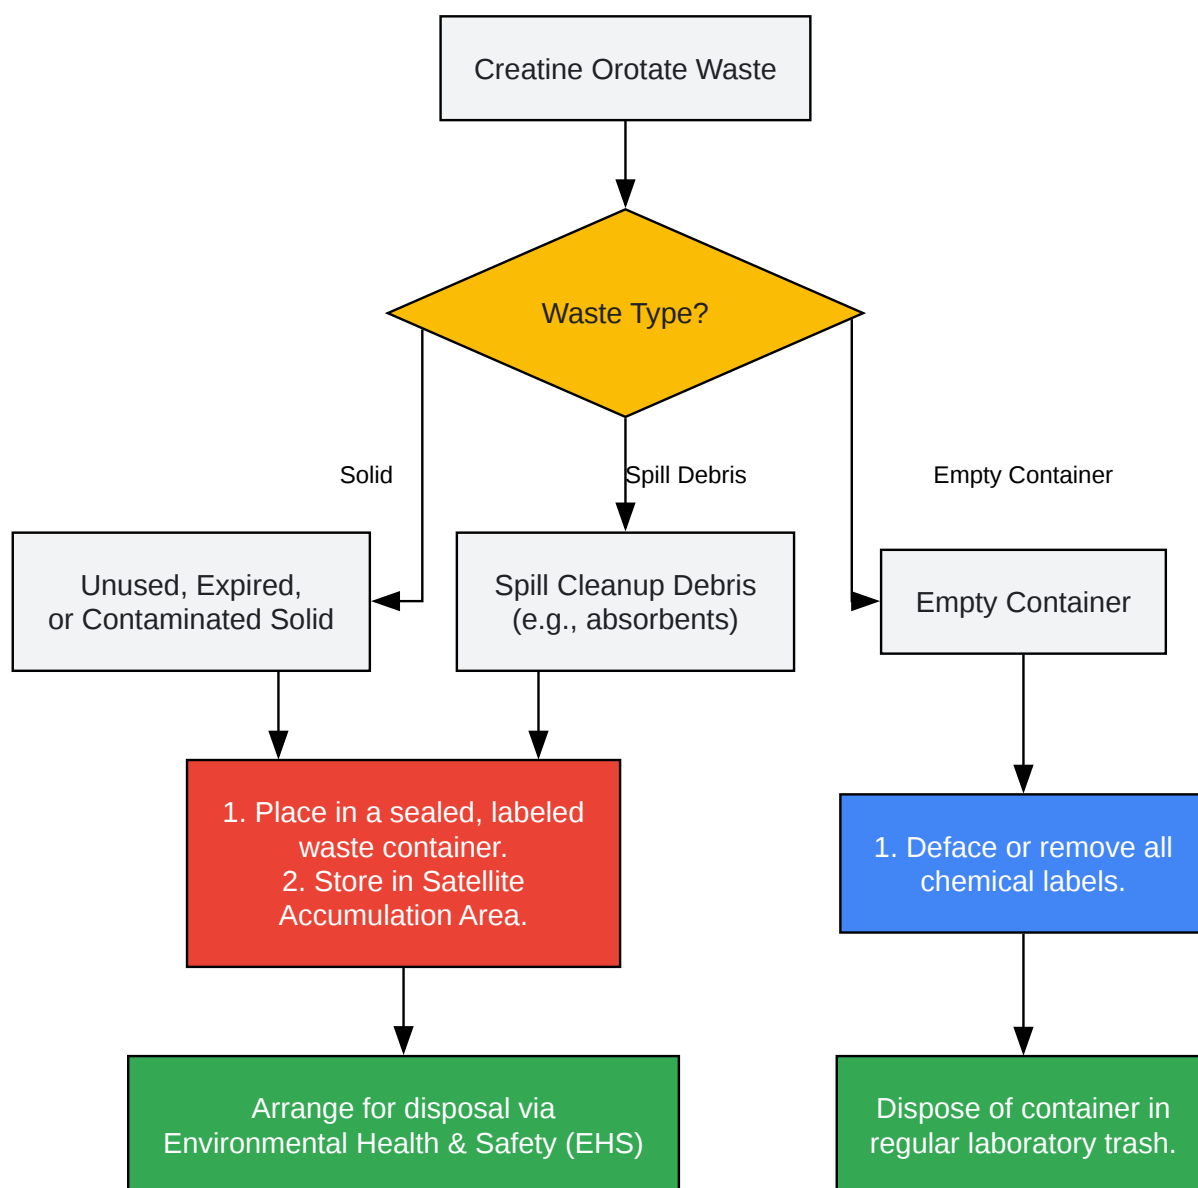 Creatine Orotate Waste
Waste Type?
Solid
Spill Debris
Empty Container
Unused, Expired,
or Contaminated Solid
Spill Cleanup Debris
(e.g., absorbents)
Empty Container
1. Place in a sealed, labeled
waste container.
2. Store in Satellite
Accumulation Area.
1. Deface or remove all
chemical labels.
Arrange for disposal via
Environmental Health & Safety (EHS)
Dispose of container in
regular laboratory trash.